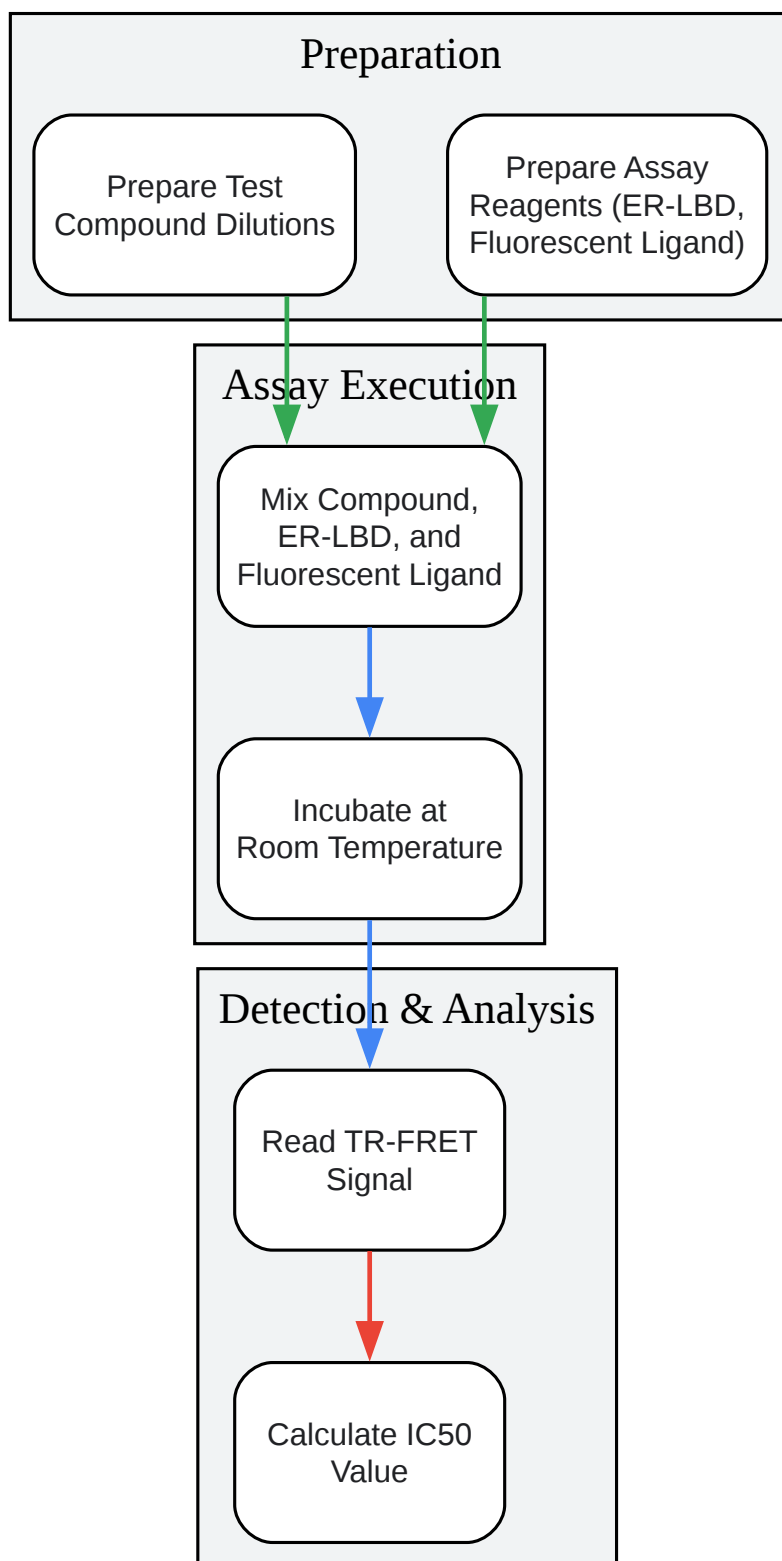 Preparation
Prepare Test
Compound Dilutions
Prepare Assay
Reagents (ER-LBD,
Fluorescent Ligand)
Assay Execution
Mix Compound,
ER-LBD, and
Fluorescent Ligand
Incubate at
Room Temperature
Detection & Analysis
Read TR-FRET
Signal
Calculate IC50
Value